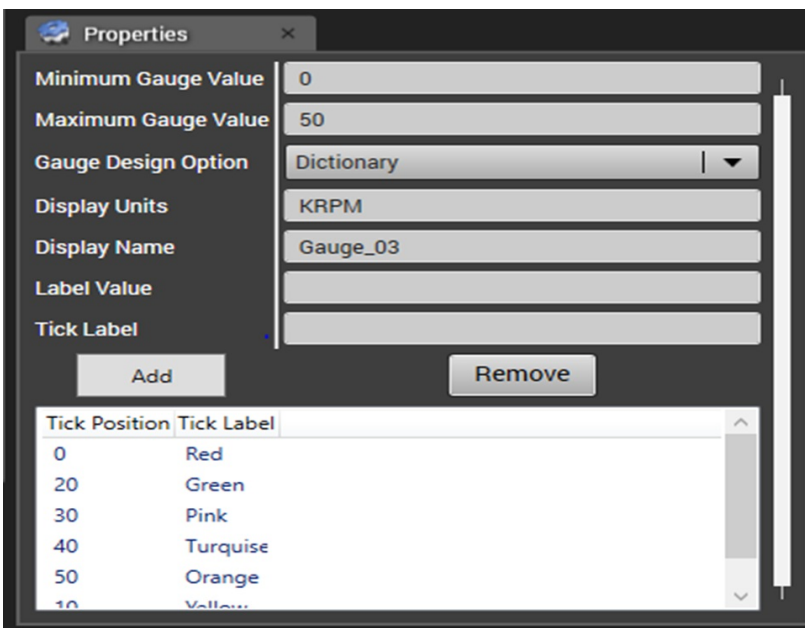 Properties ×
Minimum Gauge Value 0
Maximum Gauge Value 50
Gauge Design Option Dictionary
Display Units KRPM
Display Name Gauge_03
Label Value
Tick Label
Add Remove
Tick Position Tick Label
0 Red
20 Green
30 Pink
40 Turquise
50 Orange
10 Yellow